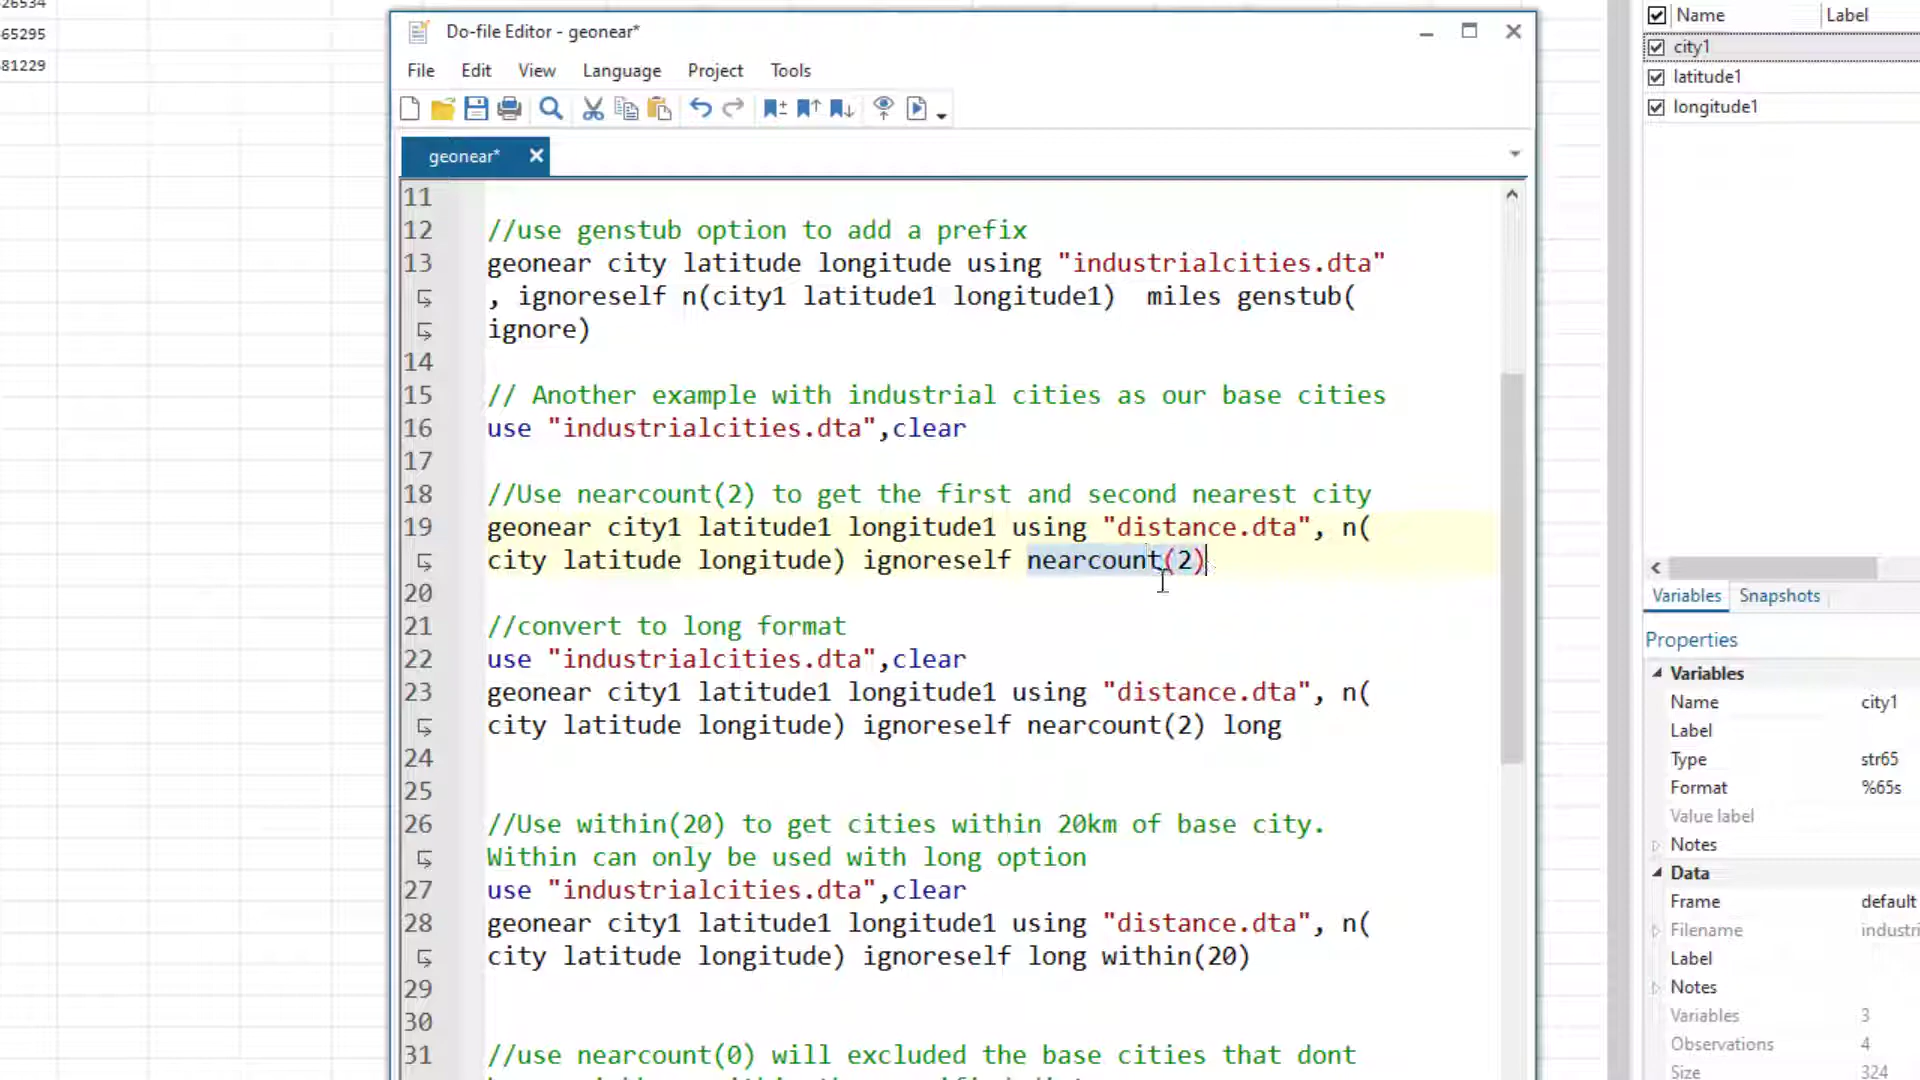 26534
65295
81229
Do-file Editor - geonear*
File Edit View Language Project Tools
geonear*
11
12 //use genstub option to add a prefix
13 geonear city latitude longitude using "industrialcities.dta"
, ignoreself n(city1 latitude1 longitude1)  miles genstub(
ignore)
14
15 // Another example with industrial cities as our base cities
16 use "industrialcities.dta",clear
17
18 //Use nearcount(2) to get the first and second nearest city
19 geonear city1 latitude1 longitude1 using "distance.dta", n(
city latitude longitude) ignoreself nearcount(2)
20
21 //convert to long format
22 use "industrialcities.dta",clear
23 geonear city1 latitude1 longitude1 using "distance.dta", n(
city latitude longitude) ignoreself nearcount(2) long
24
25
26 //Use within(20) to get cities within 20km of base city.
Within can only be used with long option
27 use "industrialcities.dta",clear
28 geonear city1 latitude1 longitude1 using "distance.dta", n(
city latitude longitude) ignoreself long within(20)
29
30
31 //use nearcount(0) will excluded the base cities that dont
Name Label
city1
latitude1
longitude1
Variables Snapshots
Properties
Variables
Name city1
Label
Type str65
Format %65s
Value label
Notes
Data
Frame default
Filename industri
Label
Notes
Variables 3
Observations 4
Size 324